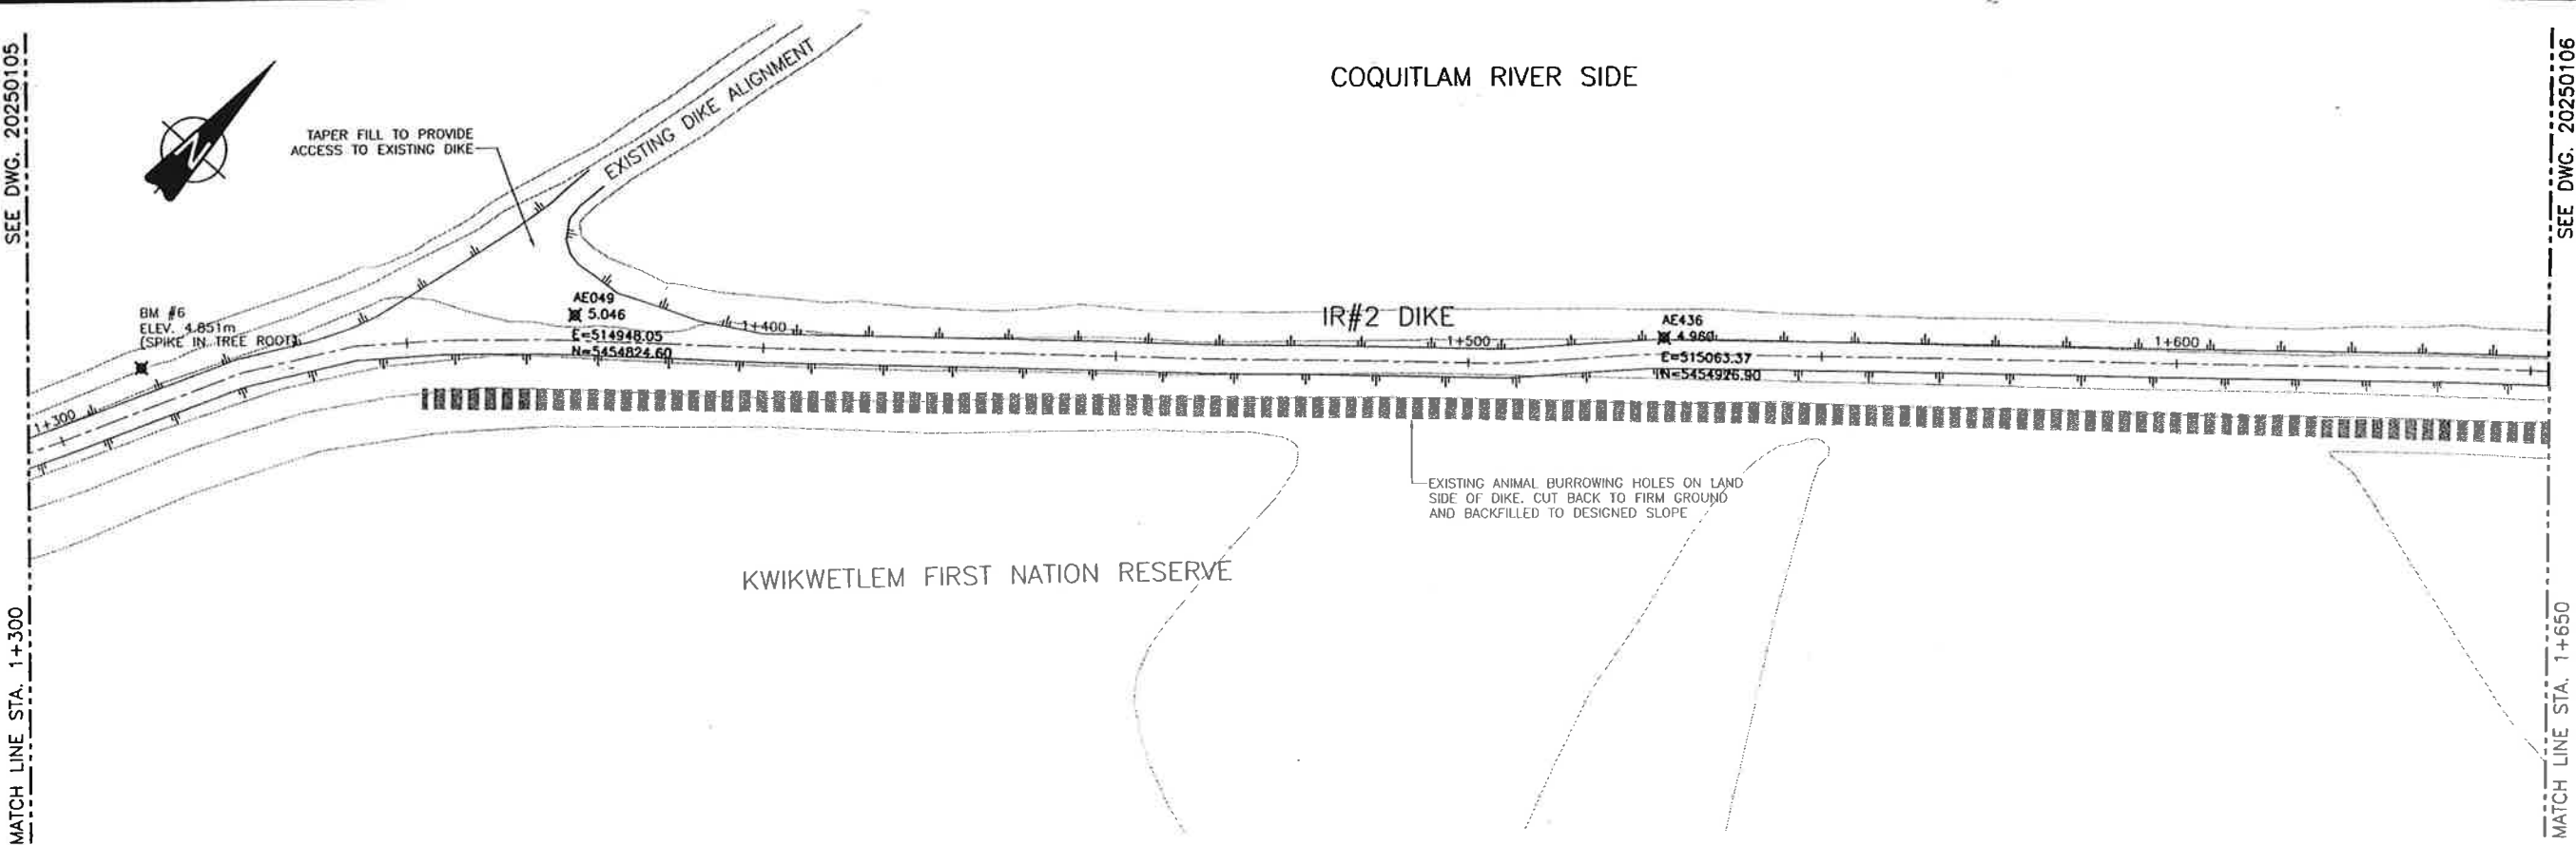 SEE DWG. 20250105
MATCH LINE STA. 1+300
N
TAPER FILL TO PROVIDE
ACCESS TO EXISTING DIKE
EXISTING DIKE ALIGNMENT
COQUITLAM RIVER SIDE
BM #6
ELEV. 4.851m
(SPIKE IN TREE ROOT)
1+300
AE049
5.046
E=514948.05
N=5454824.60
1+400
IR#2 DIKE
1+500
AE436
4.960
E=515063.37
N=5454926.90
1+600
EXISTING ANIMAL BURROWING HOLES ON LAND
SIDE OF DIKE. CUT BACK TO FIRM GROUND
AND BACKFILLED TO DESIGNED SLOPE
KWIKWETLEM FIRST NATION RESERVE
SEE DWG. 20250106
MATCH LINE STA. 1+650